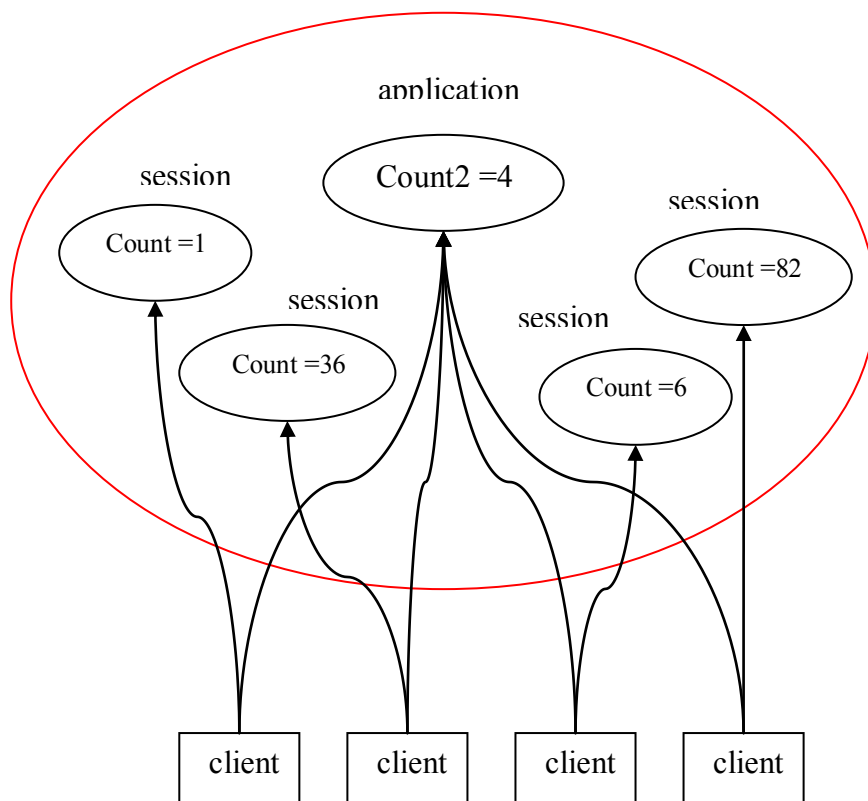 application
Count2 =4
session
Count =1
session
Count =82
session
Count =36
session
Count =6
client
client
client
client